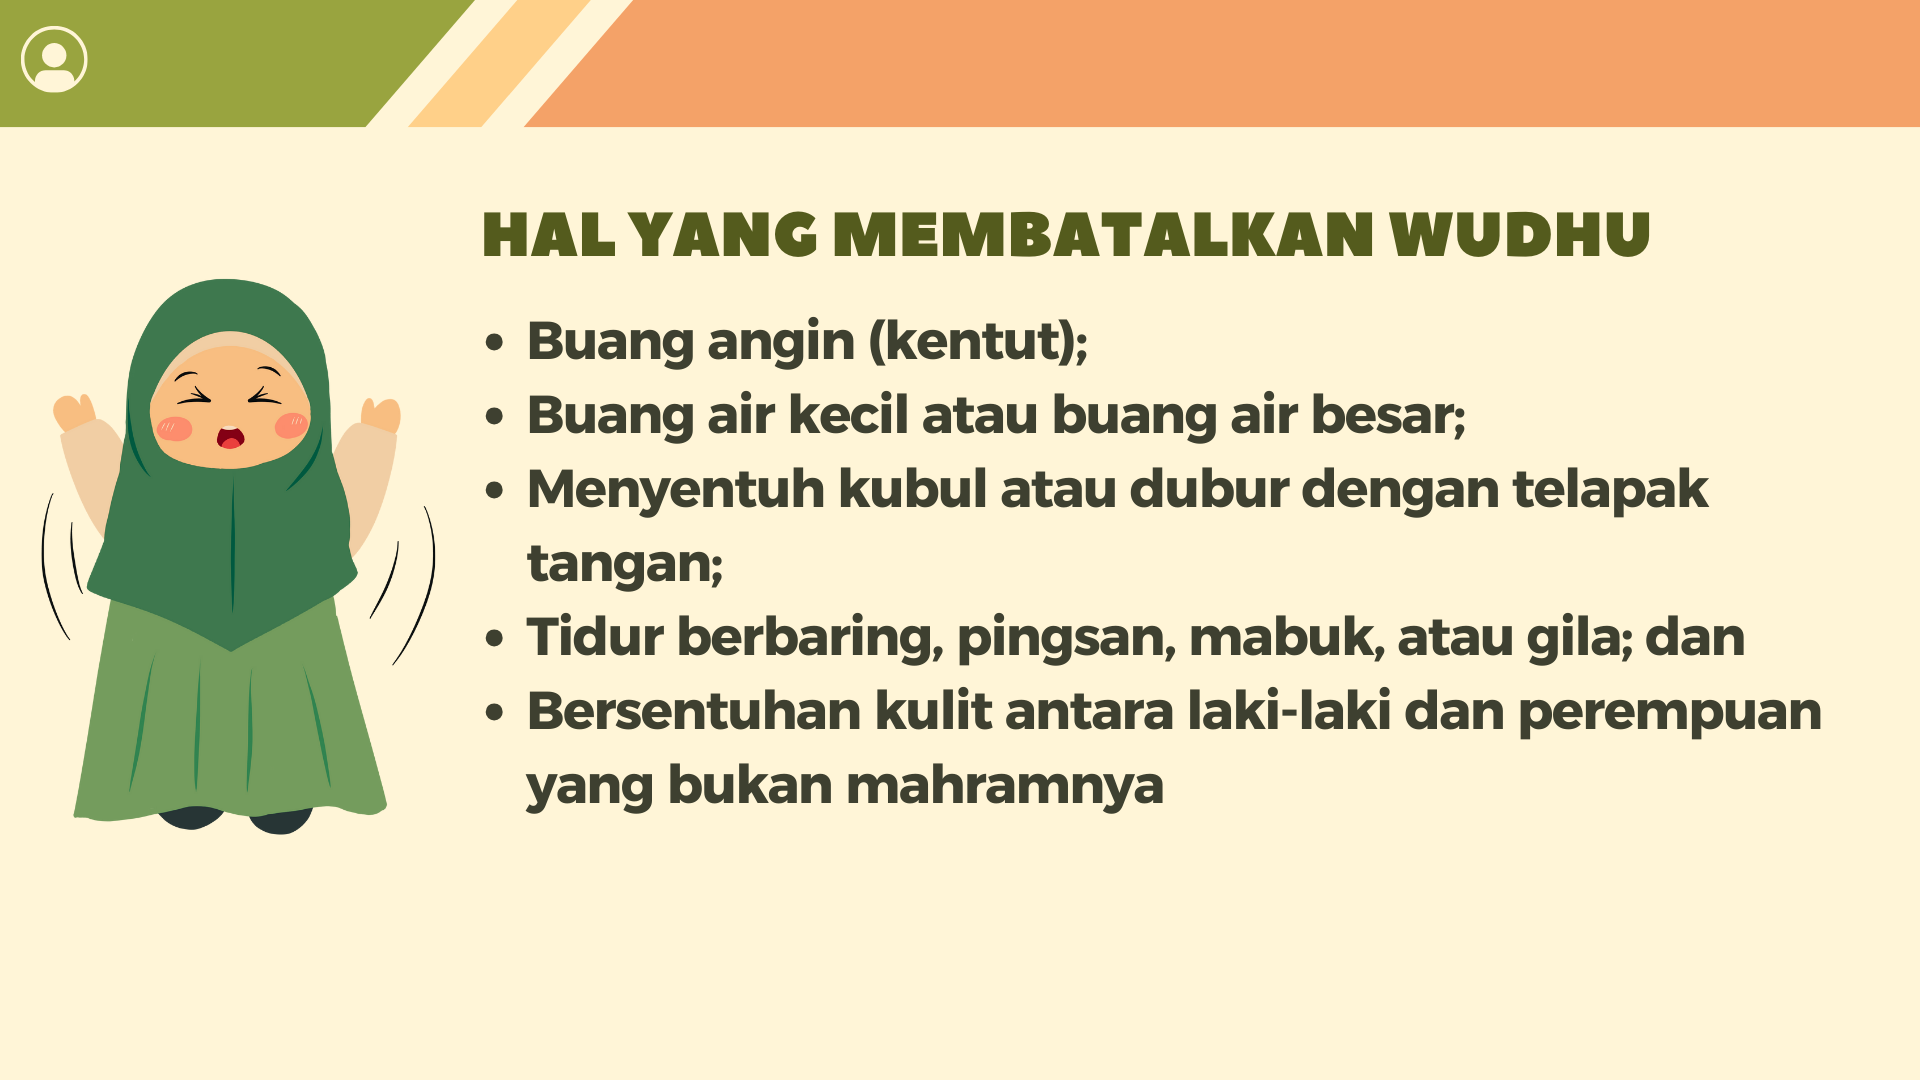 HAL YANG MEMBATALKAN WUDHU
• Buang angin (kentut);
• Buang air kecil atau buang air besar;
• Menyentuh kubul atau dubur dengan telapak
tangan;
• Tidur berbaring, pingsan, mabuk, atau gila; dan
• Bersentuhan kulit antara laki-laki dan perempuan
yang bukan mahramnya